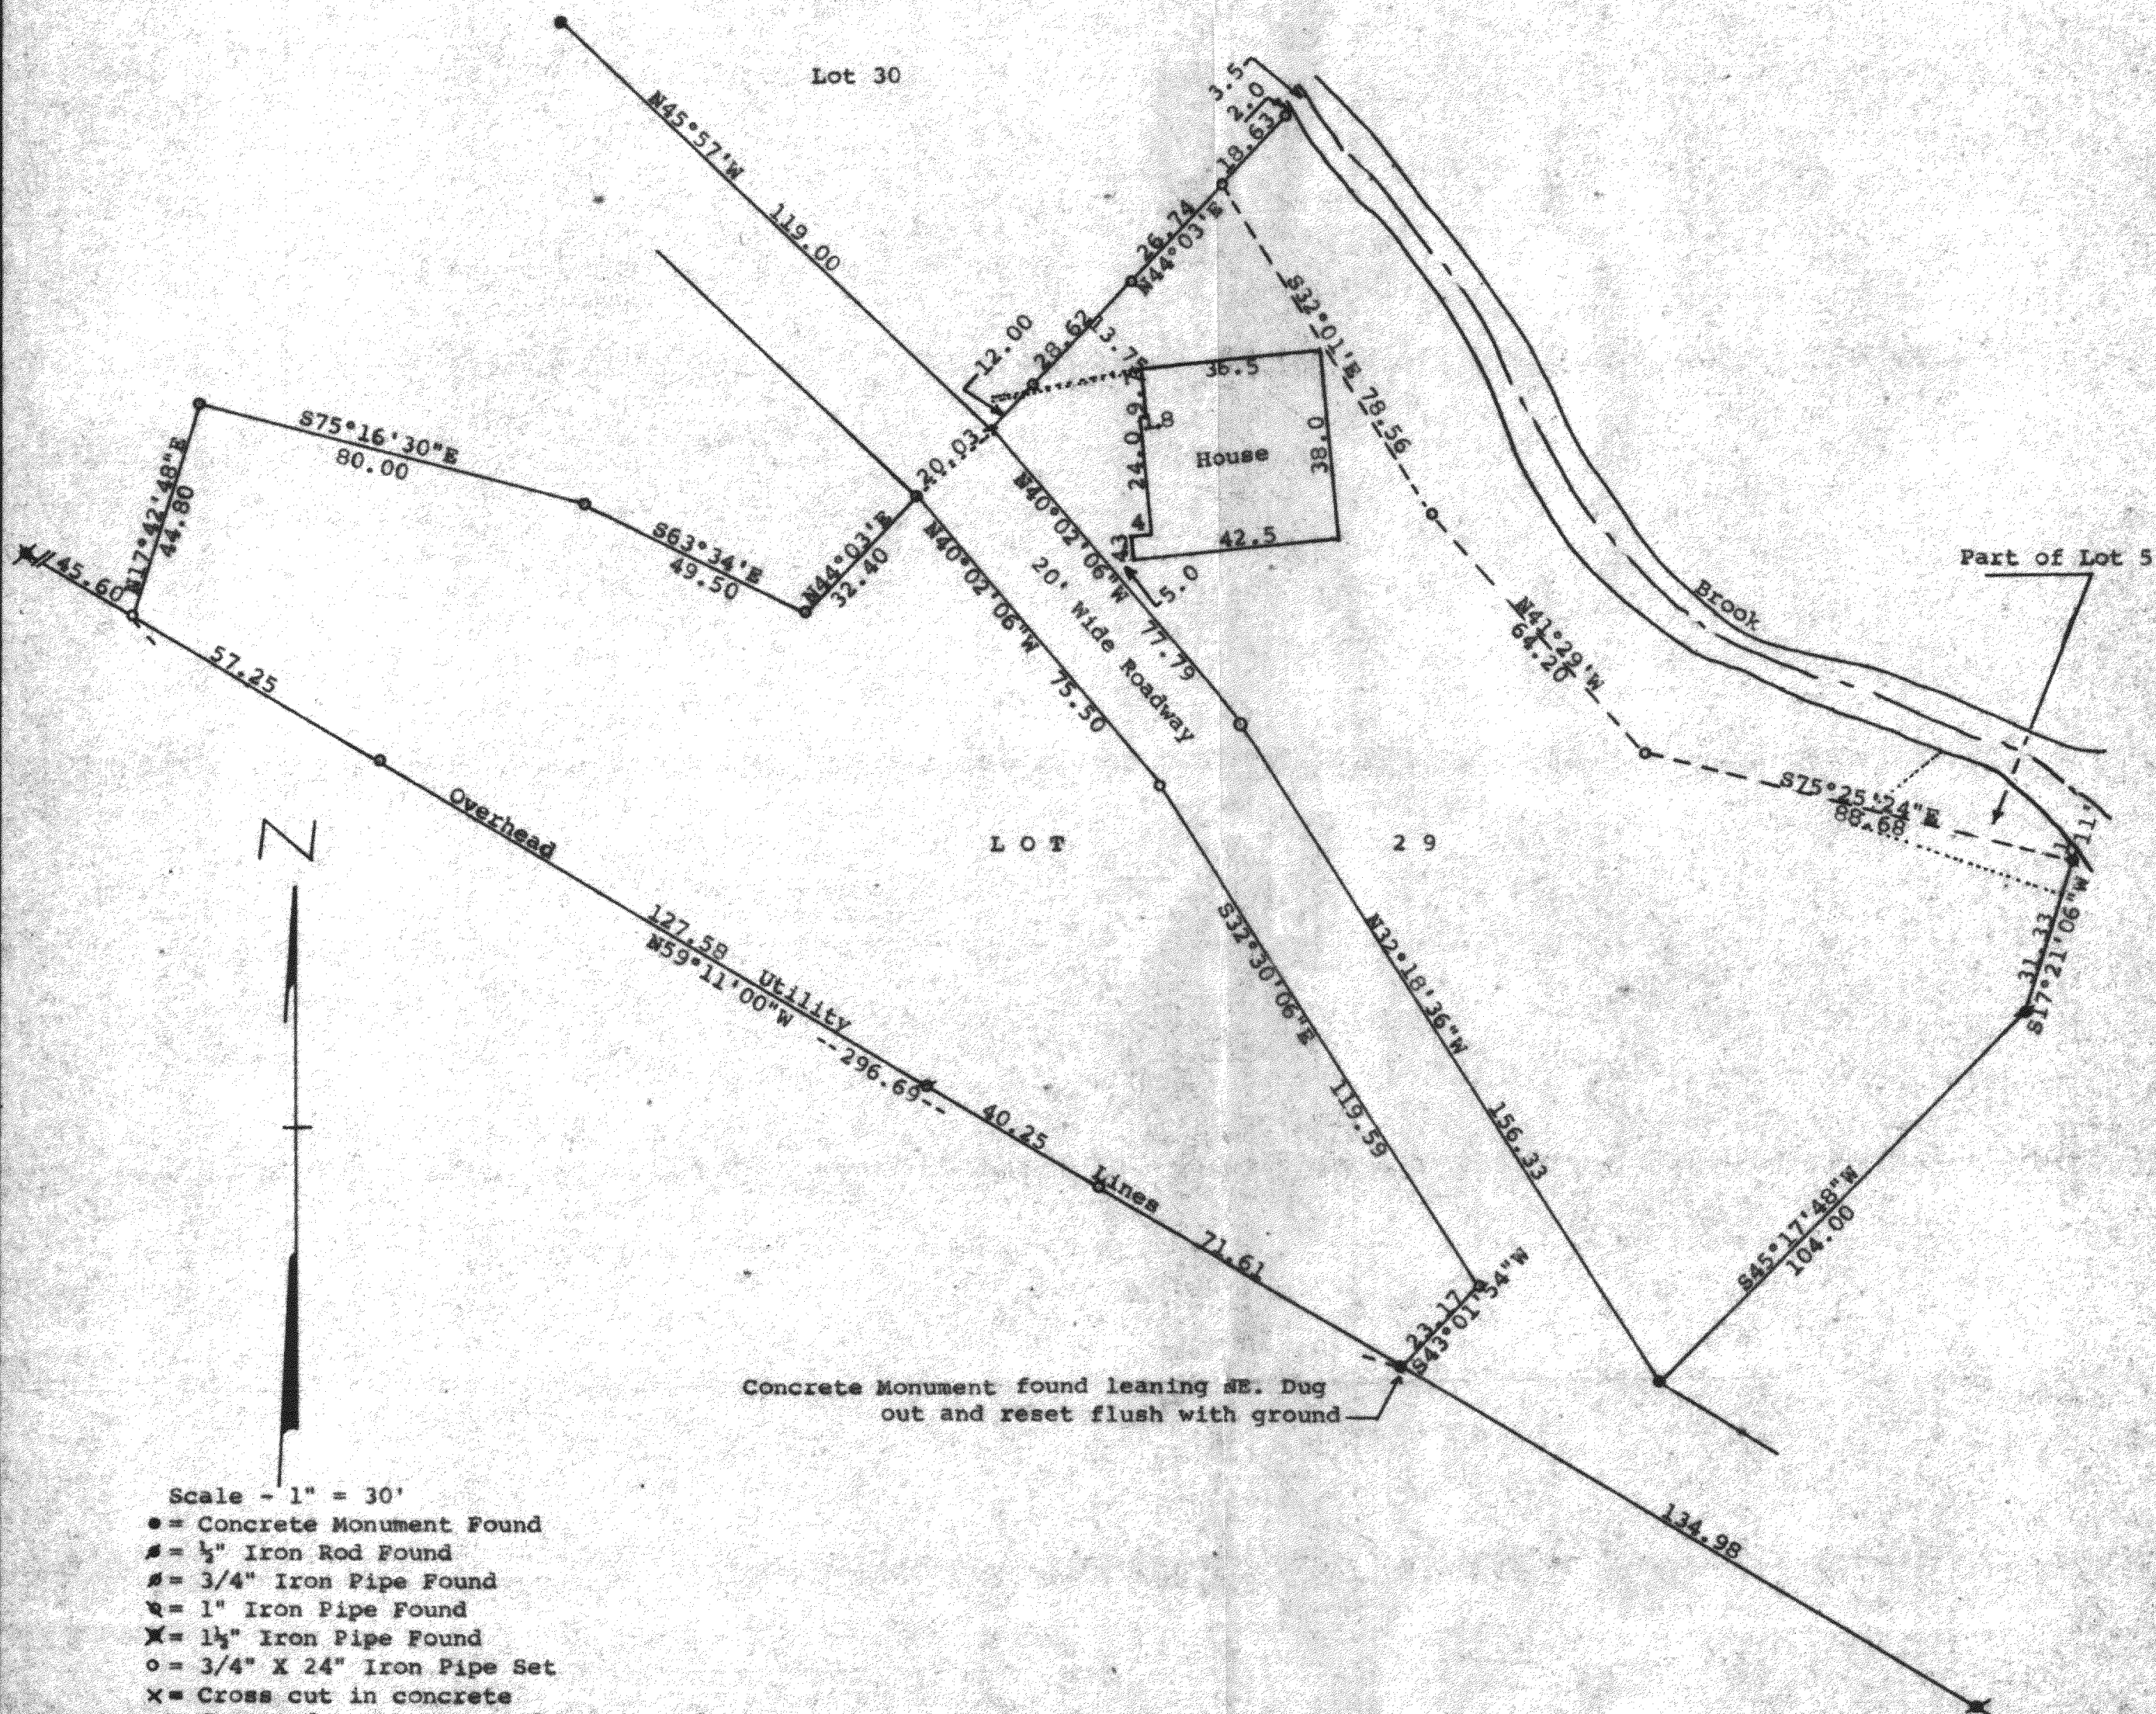 Lot 30
N45°57'W
119.00
3.5
2.0
18.63
26.74
N44°03'E
28.62
13.75
12.00
S32°01'E 78.56
36.5
9.7
1.8
24.0
House
38.0
4
3
42.5
5.0
20.03
S75°16'30"E
80.00
N17°42'48"E
44.80
45.60
S63°34'E
49.50
N44°03'E
32.40
N40°02'06"W
77.79
20' Wide Roadway
N40°02'06"W
75.50
N41°29'W
64.20
Brook
Part of Lot 5
S75°25'24"E
88.68
11'
31.33
S17°21'06"W
57.25
Overhead
LOT 29
127.58 Utility
N59°11'00"W
--296.69--
40.25
Lines
71.61
S32°30'06"E
119.59
N32°18'36"W
156.33
23.17
S43°01'54"W
S45°17'48"W
104.00
134.98
Concrete Monument found leaning NE. Dug
out and reset flush with ground
N
Scale - 1" = 30'
= Concrete Monument Found
= ½" Iron Rod Found
= 3/4" Iron Pipe Found
= 1" Iron Pipe Found
= 1½" Iron Pipe Found
= 3/4" X 24" Iron Pipe Set
x = Cross cut in concrete